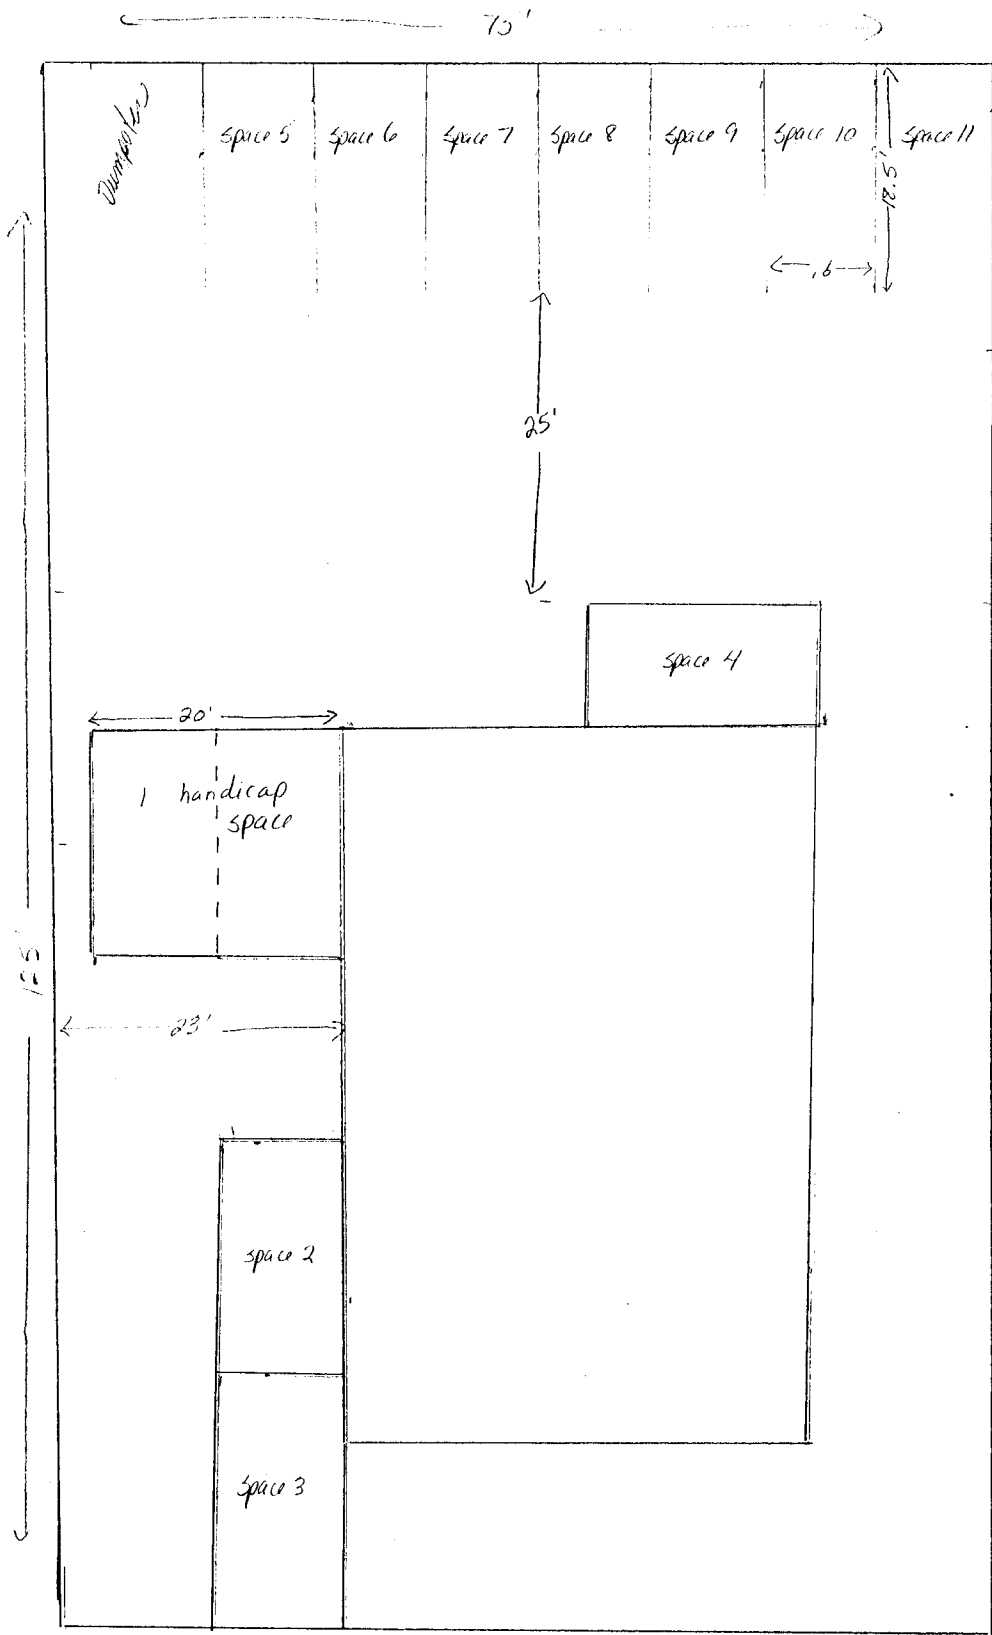 75'
Dumpster
space 5
space 6
space 7
space 8
space 9
space 10
space 11
18.5'
9'
25'
space 4
20'
1 handicap
space
125'
23'
space 2
space 3